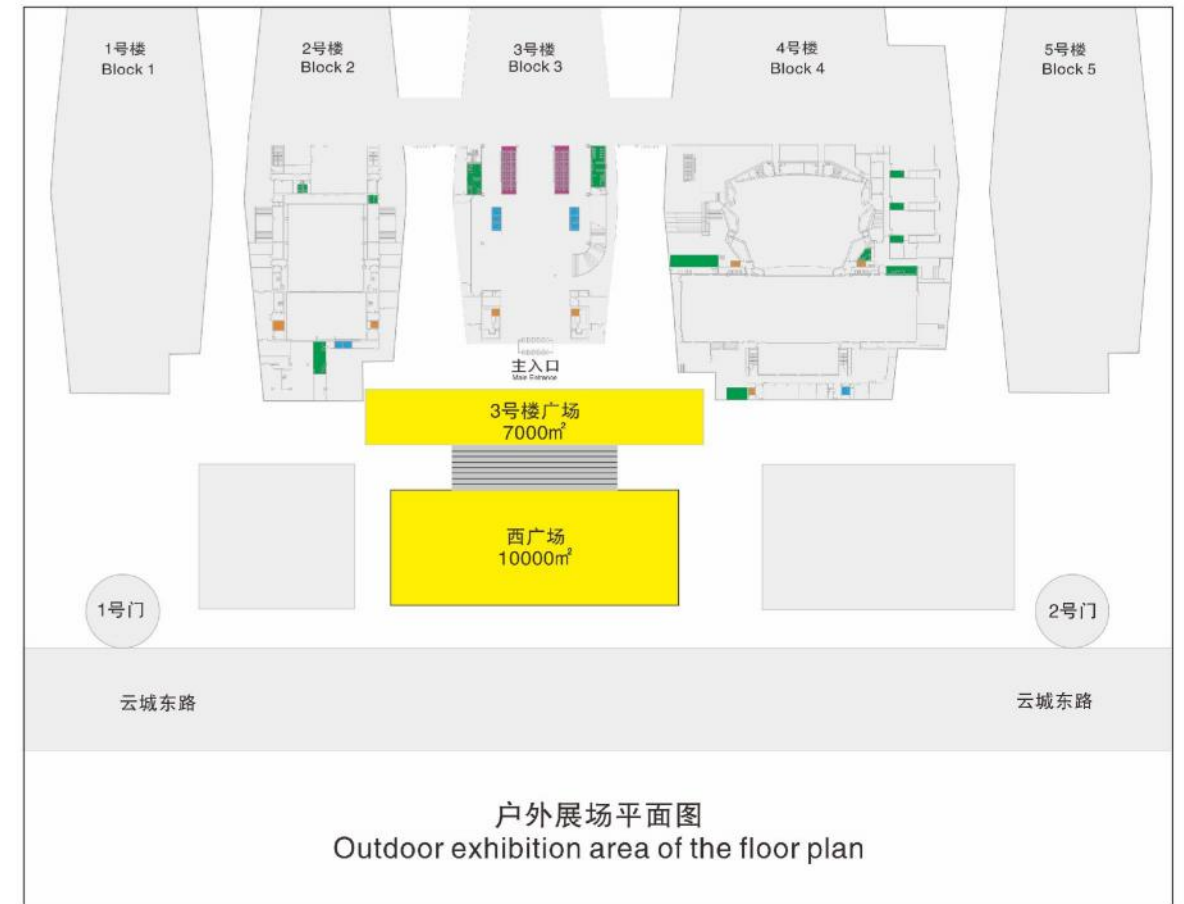 1号楼
Block 1
2号楼
Block 2
3号楼
Block 3
4号楼
Block 4
5号楼
Block 5
主入口
Main Entrance
3号楼广场
7000㎡
西广场
10000㎡
1号门
2号门
云城东路
云城东路
户外展场平面图
Outdoor exhibition area of the floor plan